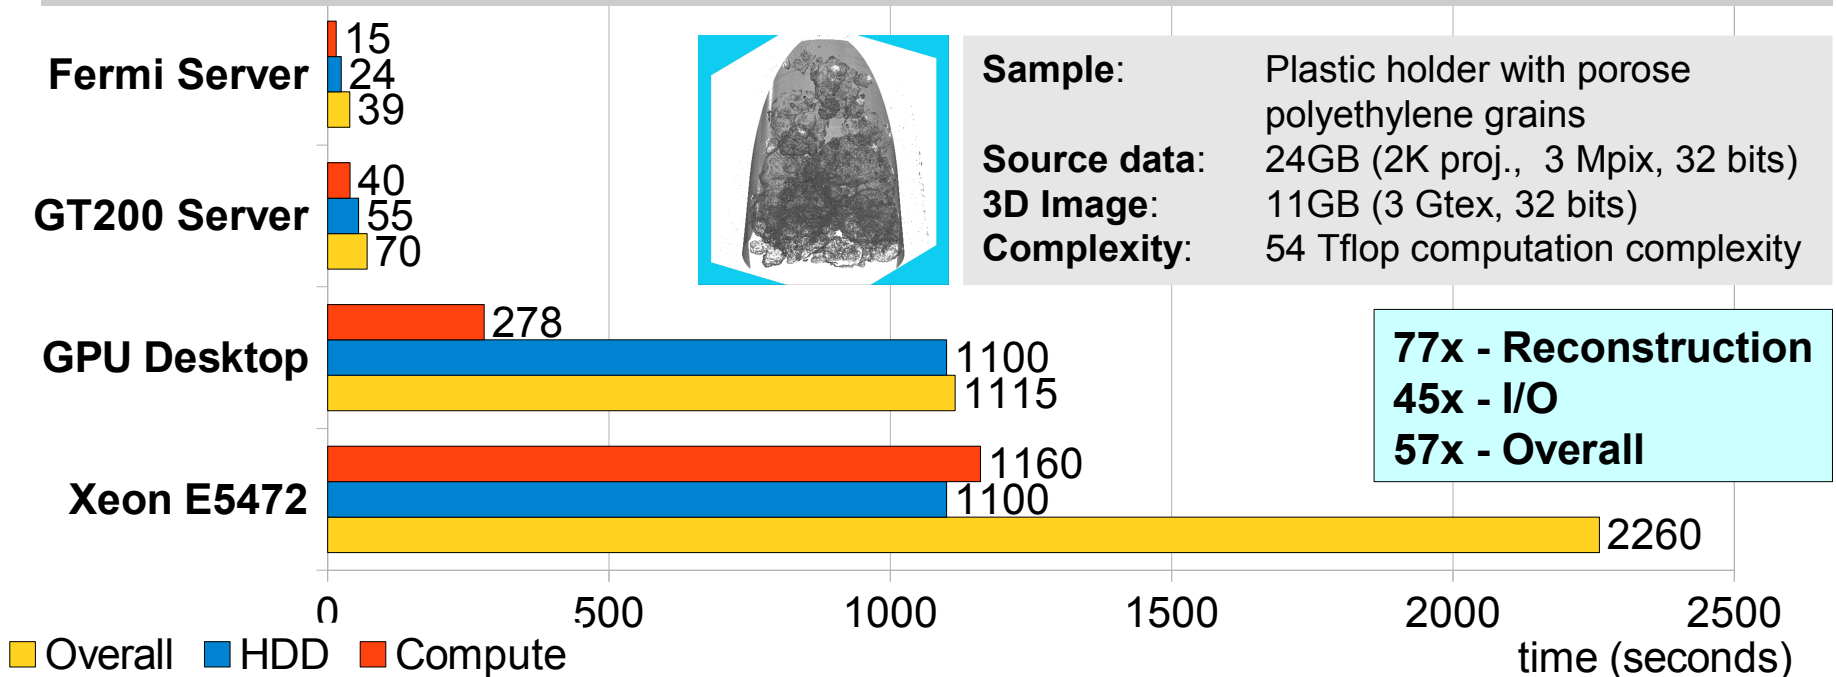 Fermi Server
15
24
39
GT200 Server
40
55
70
GPU Desktop
278
1100
1115
Xeon E5472
1160
1100
2260
Sample: Plastic holder with porose
polyethylene grains
Source data: 24GB (2K proj., 3 Mpix, 32 bits)
3D Image: 11GB (3 Gtex, 32 bits)
Complexity: 54 Tflop computation complexity
77x - Reconstruction
45x - I/O
57x - Overall
0 500 1000 1500 2000 2500
time (seconds)
Overall HDD Compute